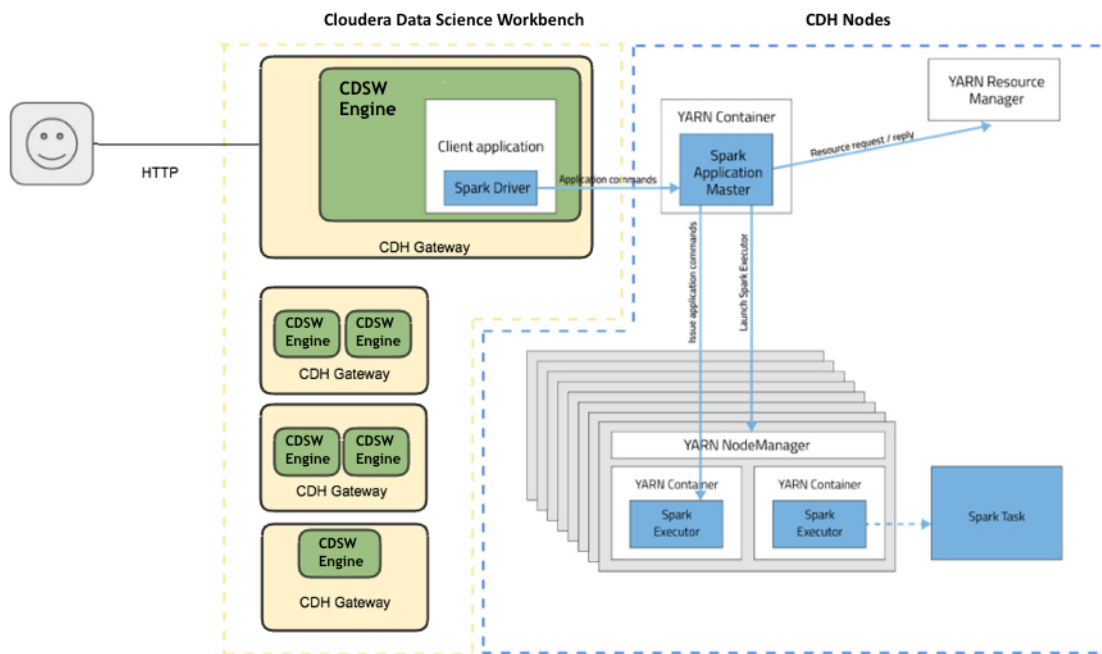 Cloudera Data Science Workbench
CDH Nodes
HTTP
CDSW
Engine
Client application
Spark Driver
CDH Gateway
Application commands
YARN Container
Spark
Application
Master
Resource request / reply
YARN Resource
Manager
Issue application commands
Launch Spark Executor
CDSW
Engine
CDSW
Engine
CDH Gateway
CDSW
Engine
CDSW
Engine
CDH Gateway
CDSW
Engine
CDH Gateway
YARN NodeManager
YARN Container
Spark
Executor
YARN Container
Spark
Executor
Spark Task